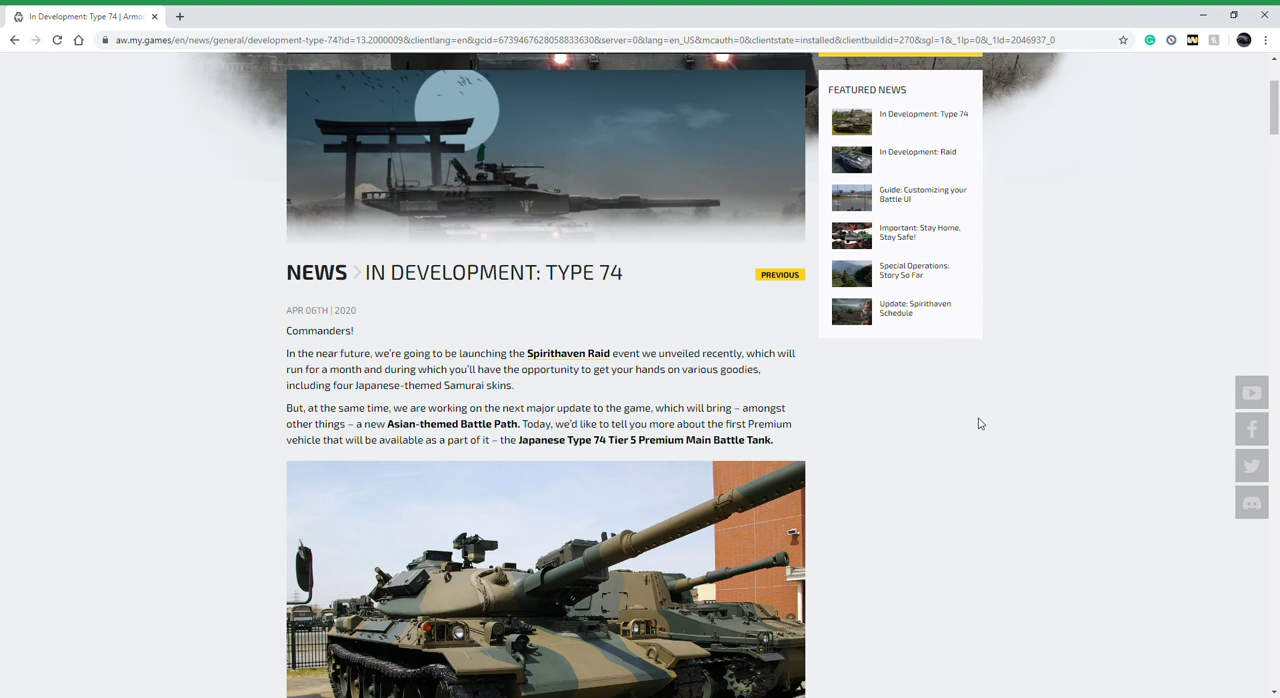 In Development: Type 74 | Armo
aw.my.games/en/news/general/development-type-74?id=13.2000009&clientlang=en&gcid=6739467628058833630&server=0&lang=en_US&mcauth=0&clientstate=installed&clientbuildid=270&sgl=1&_1lp=0&_1ld=2046937_0
FEATURED NEWS
In Development: Type 74
In Development: Raid
Guide: Customizing your
Battle UI
Important: Stay Home,
Stay Safe!
Special Operations:
Story So Far
Update: Spirithaven
Schedule
NEWS > IN DEVELOPMENT: TYPE 74
PREVIOUS
APR 06TH | 2020
Commanders!
In the near future, we're going to be launching the Spirithaven Raid event we unveiled recently, which will
run for a month and during which you'll have the opportunity to get your hands on various goodies,
including four Japanese-themed Samurai skins.
But, at the same time, we are working on the next major update to the game, which will bring – amongst
other things – a new Asian-themed Battle Path. Today, we'd like to tell you more about the first Premium
vehicle that will be available as a part of it – the Japanese Type 74 Tier 5 Premium Main Battle Tank.